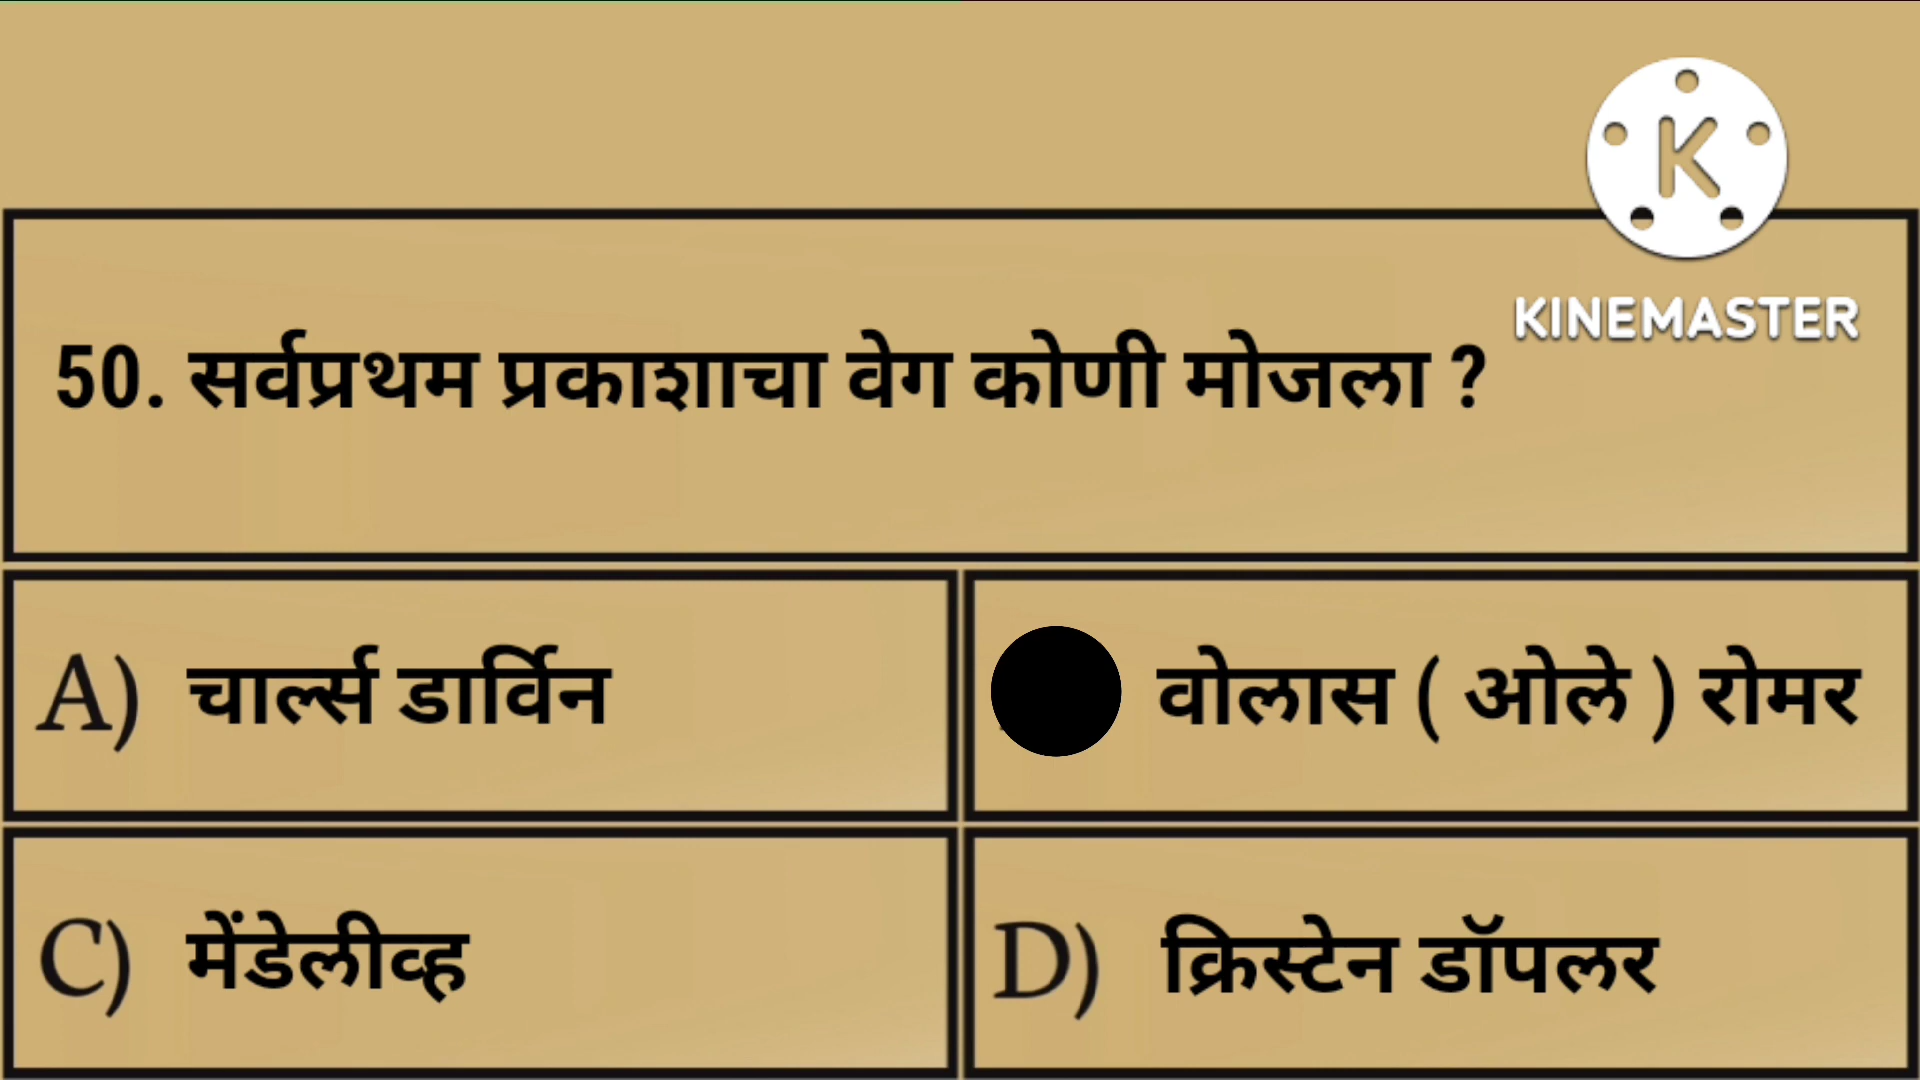 K
KINEMASTER
50. सर्वप्रथम प्रकाशाचा वेग कोणी मोजला ?
A) चार्ल्स डार्विन
वोलास ( ओले ) रोमर
C) मेंडेलीव्ह
D) क्रिस्टेन डॉपलर